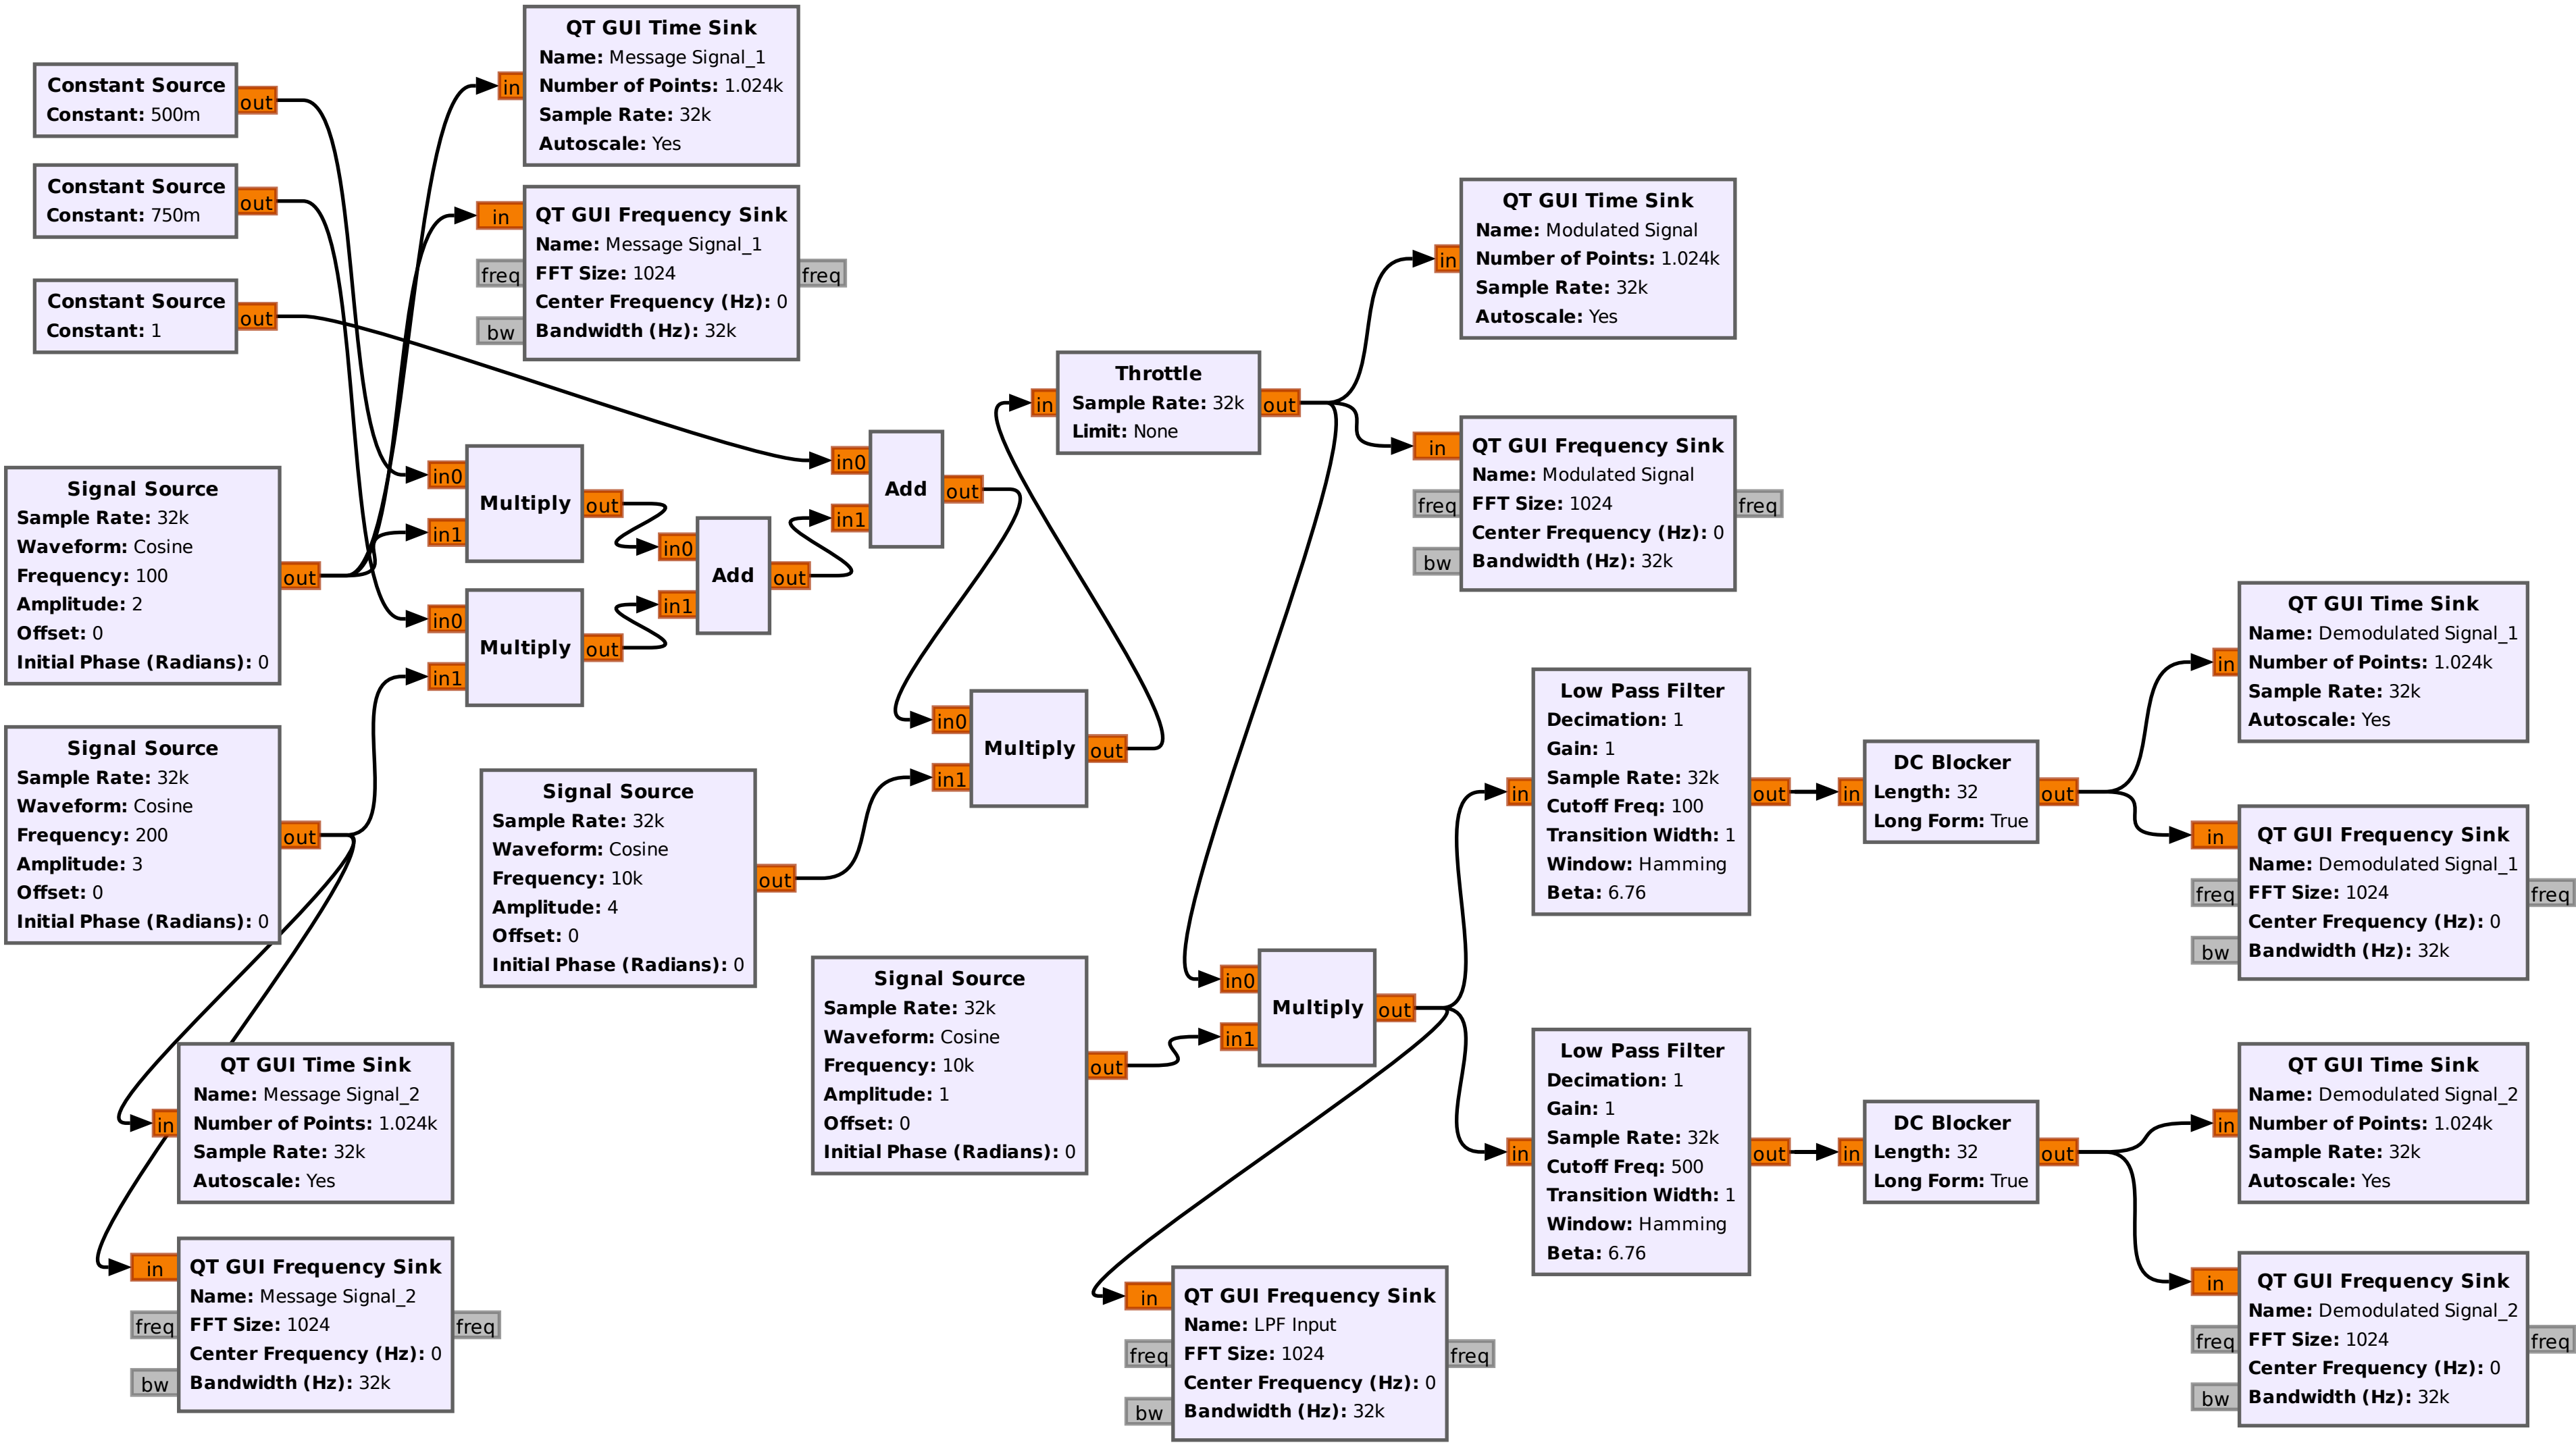 Constant Source
Constant: 500m
out
Constant Source
Constant: 750m
out
Constant Source
Constant: 1
out
QT GUI Time Sink
Name: Message Signal_1
Number of Points: 1.024k
Sample Rate: 32k
Autoscale: Yes
in
QT GUI Frequency Sink
Name: Message Signal_1
FFT Size: 1024
Center Frequency (Hz): 0
Bandwidth (Hz): 32k
in
freq
bw
freq
Signal Source
Sample Rate: 32k
Waveform: Cosine
Frequency: 100
Amplitude: 2
Offset: 0
Initial Phase (Radians): 0
out
in0
in1
Multiply
out
in0
in1
Multiply
out
in0
in1
Add
out
in0
in1
Add
out
Signal Source
Sample Rate: 32k
Waveform: Cosine
Frequency: 200
Amplitude: 3
Offset: 0
Initial Phase (Radians): 0
out
Signal Source
Sample Rate: 32k
Waveform: Cosine
Frequency: 10k
Amplitude: 4
Offset: 0
Initial Phase (Radians): 0
out
in0
in1
Multiply
out
in
Throttle
Sample Rate: 32k
Limit: None
out
QT GUI Time Sink
Name: Modulated Signal
Number of Points: 1.024k
Sample Rate: 32k
Autoscale: Yes
in
QT GUI Frequency Sink
Name: Modulated Signal
FFT Size: 1024
Center Frequency (Hz): 0
Bandwidth (Hz): 32k
in
freq
bw
freq
QT GUI Time Sink
Name: Message Signal_2
Number of Points: 1.024k
Sample Rate: 32k
Autoscale: Yes
in
QT GUI Frequency Sink
Name: Message Signal_2
FFT Size: 1024
Center Frequency (Hz): 0
Bandwidth (Hz): 32k
in
freq
bw
freq
Signal Source
Sample Rate: 32k
Waveform: Cosine
Frequency: 10k
Amplitude: 1
Offset: 0
Initial Phase (Radians): 0
out
in0
in1
Multiply
out
QT GUI Frequency Sink
Name: LPF Input
FFT Size: 1024
Center Frequency (Hz): 0
Bandwidth (Hz): 32k
in
freq
bw
freq
Low Pass Filter
Decimation: 1
Gain: 1
Sample Rate: 32k
Cutoff Freq: 100
Transition Width: 1
Window: Hamming
Beta: 6.76
in
out
DC Blocker
Length: 32
Long Form: True
in
out
QT GUI Time Sink
Name: Demodulated Signal_1
Number of Points: 1.024k
Sample Rate: 32k
Autoscale: Yes
in
QT GUI Frequency Sink
Name: Demodulated Signal_1
FFT Size: 1024
Center Frequency (Hz): 0
Bandwidth (Hz): 32k
in
freq
bw
freq
Low Pass Filter
Decimation: 1
Gain: 1
Sample Rate: 32k
Cutoff Freq: 500
Transition Width: 1
Window: Hamming
Beta: 6.76
in
out
DC Blocker
Length: 32
Long Form: True
in
out
QT GUI Time Sink
Name: Demodulated Signal_2
Number of Points: 1.024k
Sample Rate: 32k
Autoscale: Yes
in
QT GUI Frequency Sink
Name: Demodulated Signal_2
FFT Size: 1024
Center Frequency (Hz): 0
Bandwidth (Hz): 32k
in
freq
bw
freq